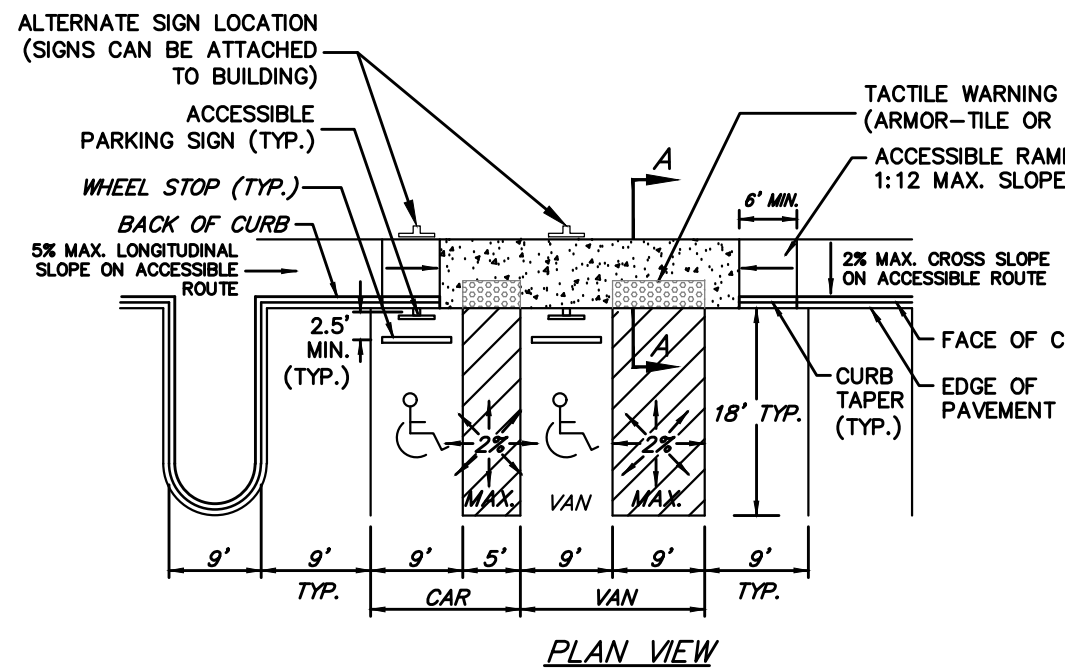 ALTERNATE SIGN LOCATION
(SIGNS CAN BE ATTACHED
TO BUILDING)
ACCESSIBLE
PARKING SIGN (TYP.)
WHEEL STOP (TYP.)
BACK OF CURB
5% MAX. LONGITUDINAL
SLOPE ON ACCESSIBLE
ROUTE
TACTILE WARNING
(ARMOR-TILE OR
A
ACCESSIBLE RAM
1:12 MAX. SLOPE
6' MIN.
2% MAX. CROSS SLOPE
ON ACCESSIBLE ROUTE
2.5'
MIN.
(TYP.)
A
FACE OF C
CURB
TAPER
(TYP.)
EDGE OF
PAVEMENT
18' TYP.
2%
MAX.
VAN
2%
MAX.
9'
9'
TYP.
9'
5'
9'
9'
9'
TYP.
CAR
VAN
PLAN VIEW